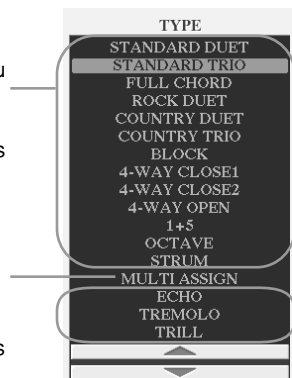 TYPE
STANDARD DUET
u
STANDARD TRIO
FULL CHORD
ROCK DUET
COUNTRY DUET
COUNTRY TRIO
s
BLOCK
4-WAY CLOSE1
4-WAY CLOSE2
4-WAY OPEN
1+5
OCTAVE
STRUM
MULTI ASSIGN
ECHO
TREMOLO
TRILL
s